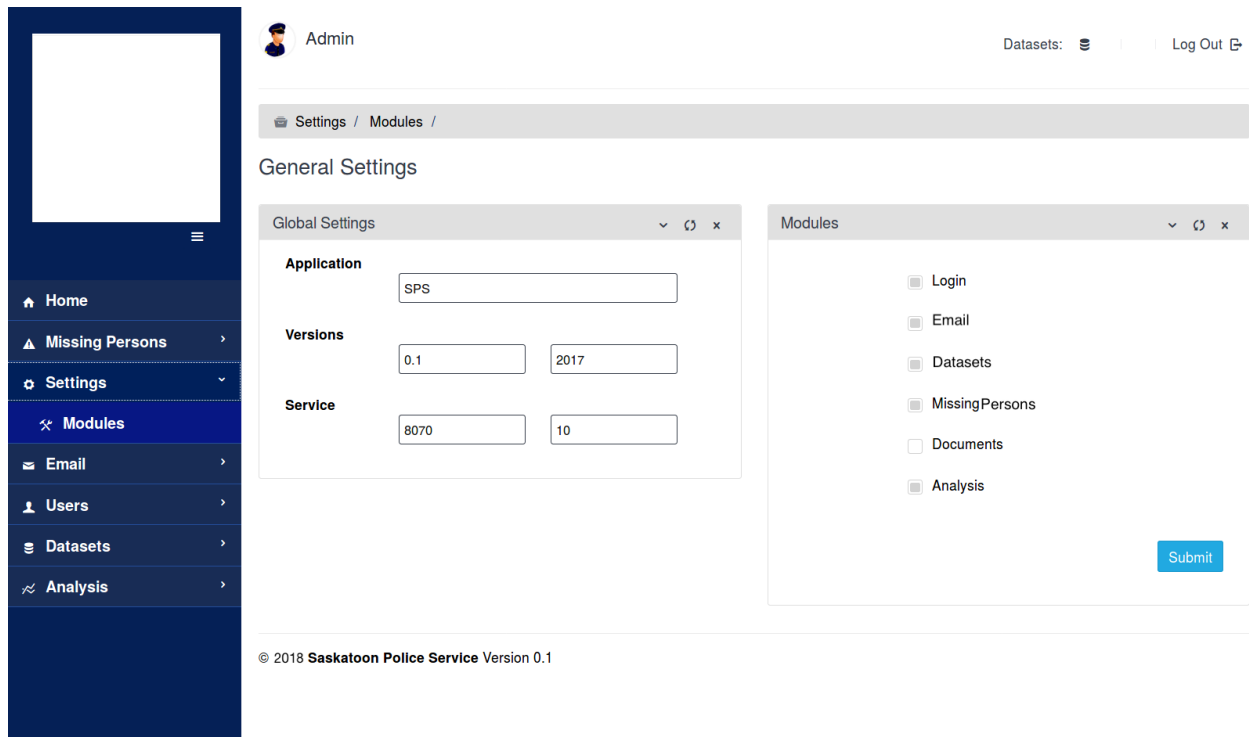 Admin
Datasets:
Log Out
Home
Missing Persons
Settings
Modules
Email
Users
Datasets
Analysis
Settings / Modules /
General Settings
Global Settings
Application
SPS
Versions
0.1 2017
Service
8070 10
Modules
Login
Email
Datasets
MissingPersons
Documents
Analysis
Submit
© 2018 Saskatoon Police Service Version 0.1